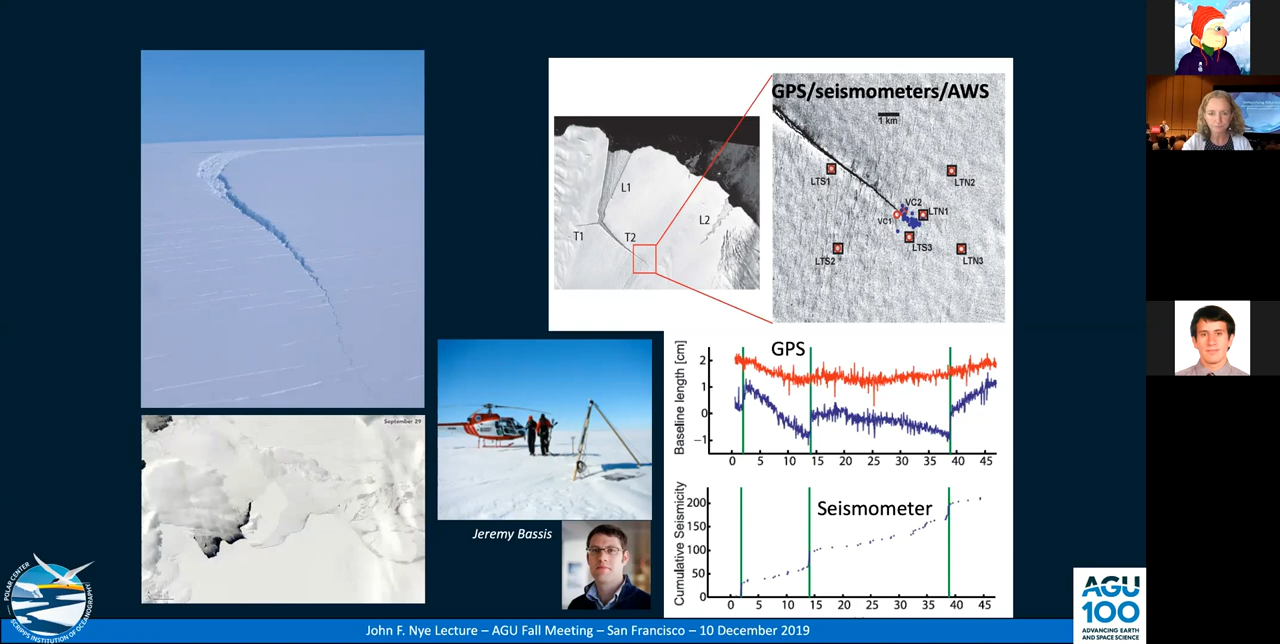 GPS/seismometers/AWS
1 km
L1
L2
T1
T2
LTS1
LTN2
VC2
VC1
LTN1
LTS3
LTS2
LTN3
September 29
Jeremy Bassis
GPS
Baseline length [cm]
2
1
0
−1
0 5 10 15 20 25 30 35 40 45
Seismometer
Cumulative Seismicity
200
150
100
50
0
0 5 10 15 20 25 30 35 40 45
POLAR CENTER
SCRIPPS INSTITUTION OF OCEANOGRAPHY
John F. Nye Lecture – AGU Fall Meeting – San Francisco – 10 December 2019
AGU
100
ADVANCING EARTH
AND SPACE SCIENCE